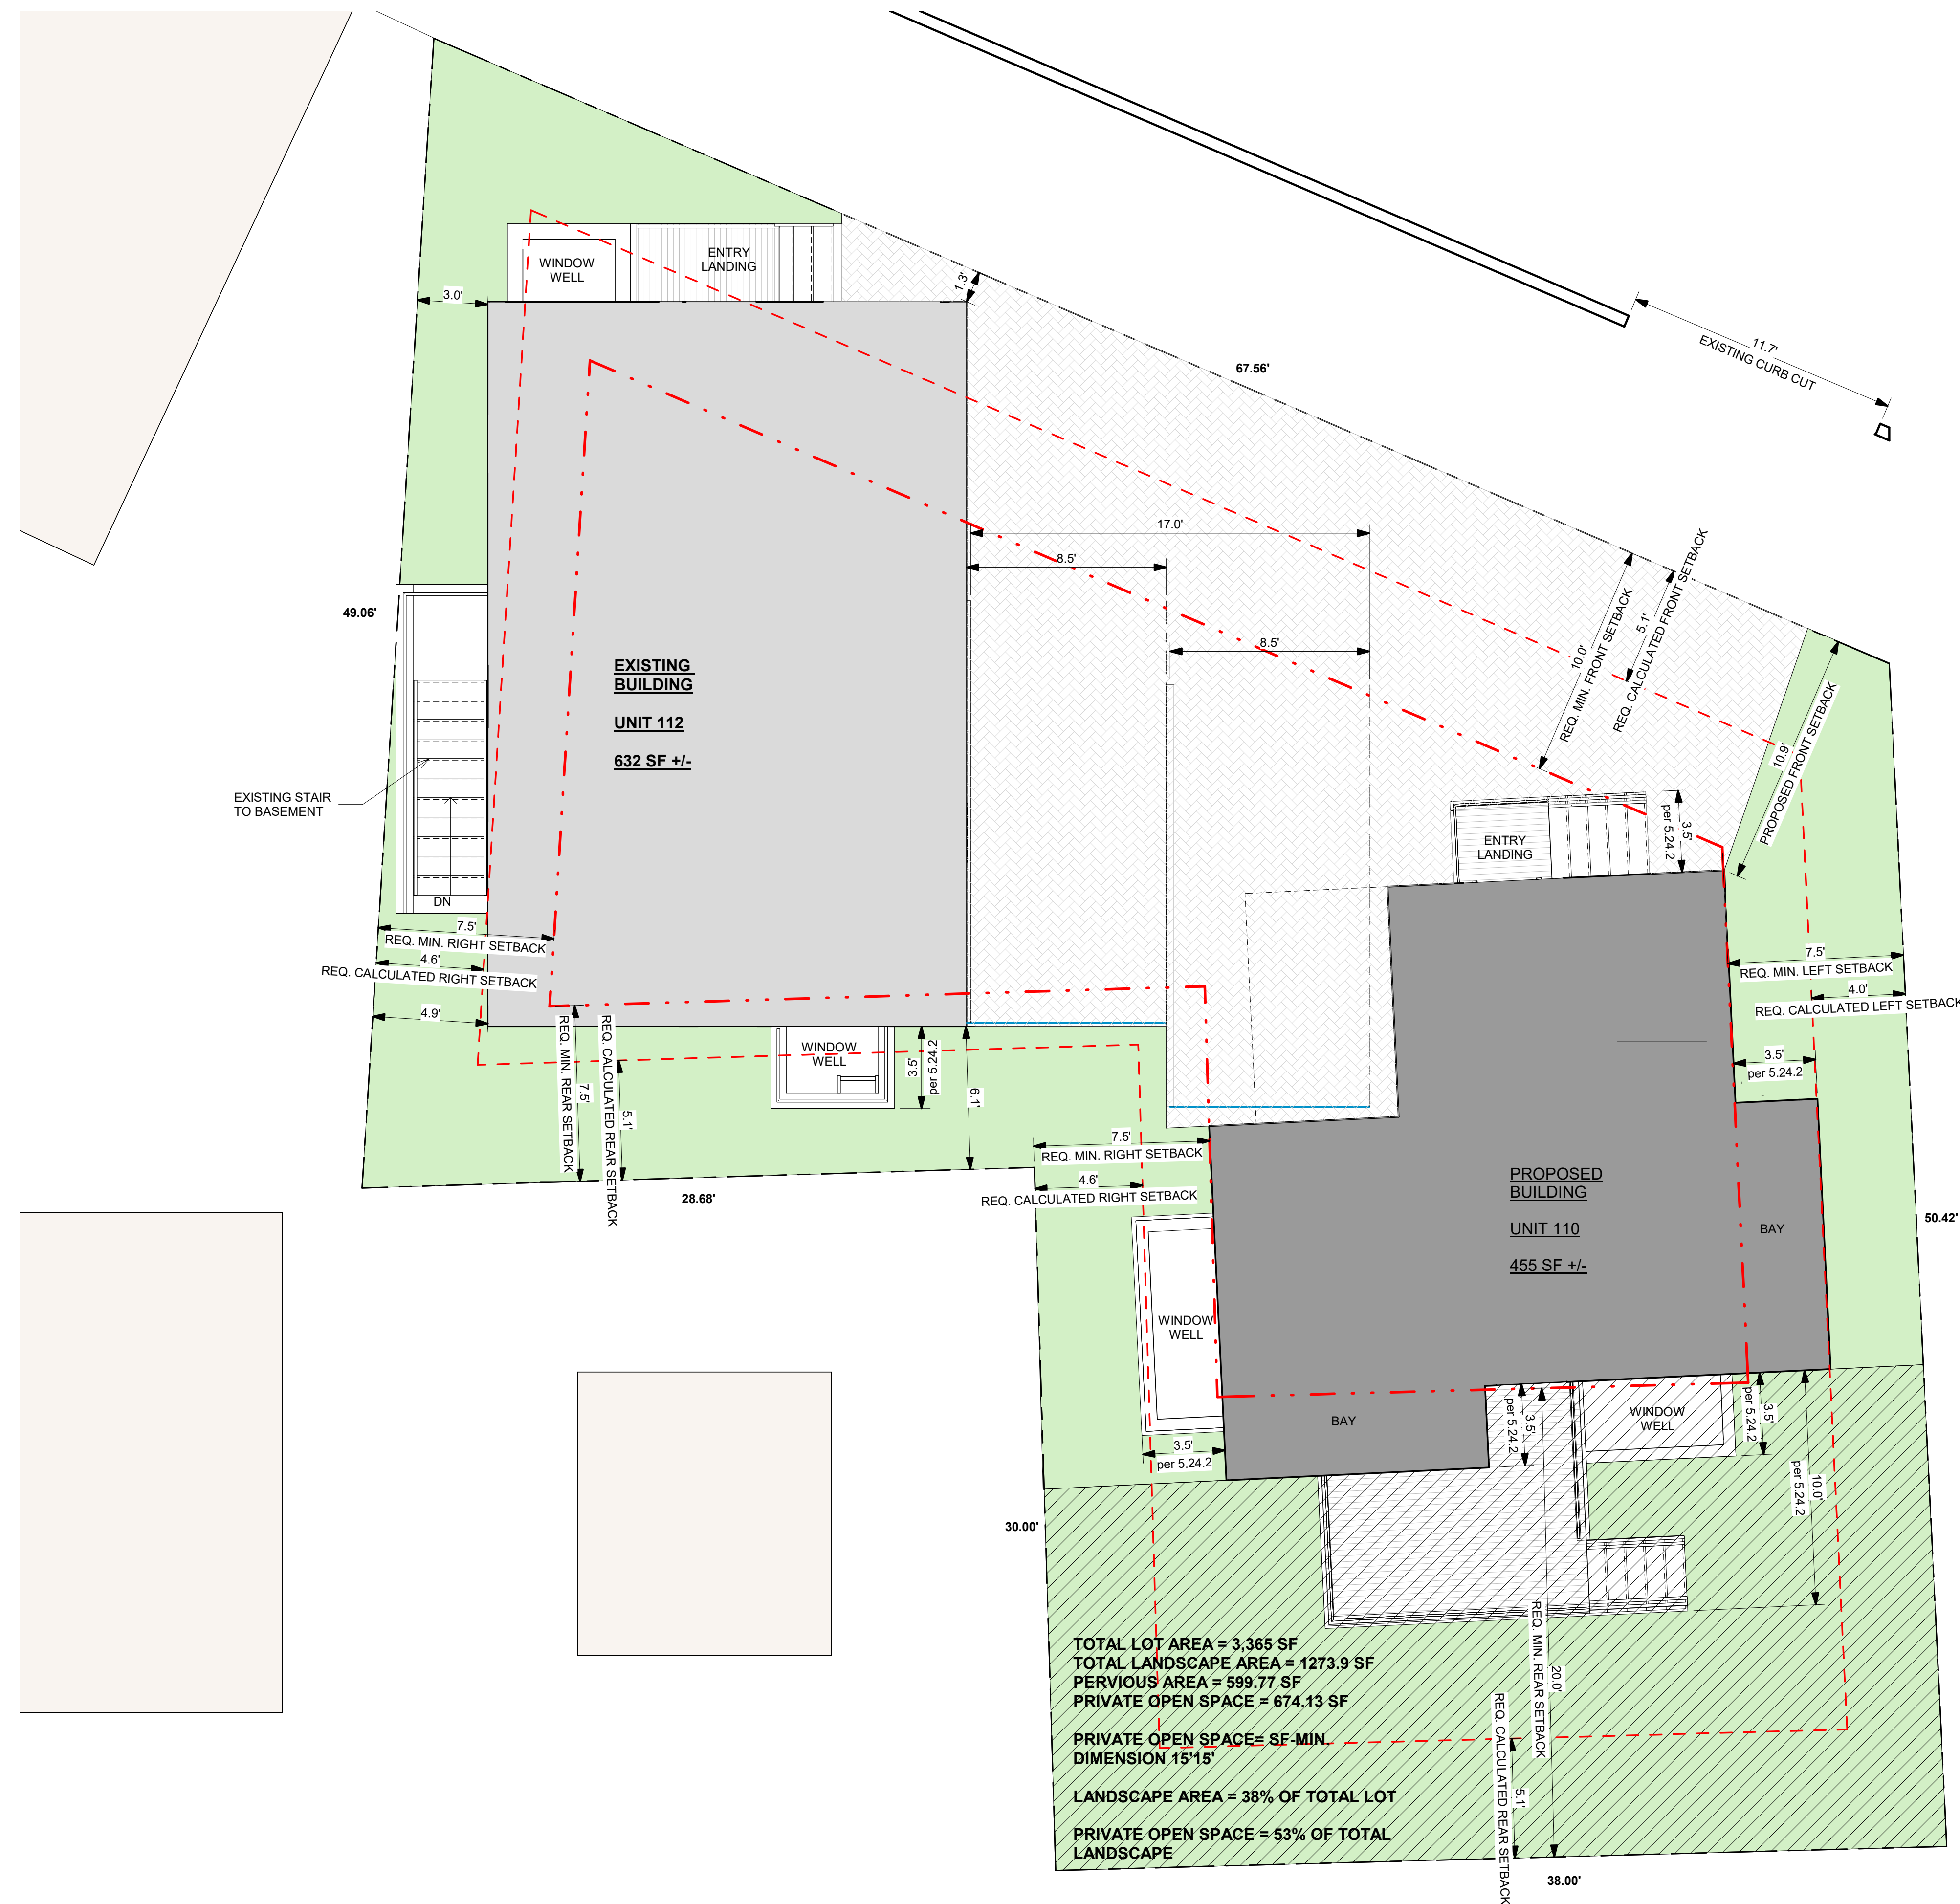 WINDOW
WELL
ENTRY
LANDING
3.0'
1.3'
67.56'
11.7'
EXISTING CURB CUT
17.0'
8.5'
8.5'
49.06'
EXISTING
BUILDING
UNIT 112
632 SF +/-
EXISTING STAIR
TO BASEMENT
DN
10.0'
REQ. MIN. FRONT SETBACK
5.1'
REQ. CALCULATED FRONT SETBACK
10.9'
PROPOSED FRONT SETBACK
ENTRY
LANDING
3.5'
per 5.24.2
7.5'
REQ. MIN. RIGHT SETBACK
4.6'
REQ. CALCULATED RIGHT SETBACK
4.9'
7.5'
REQ. MIN. REAR SETBACK
5.1'
REQ. CALCULATED REAR SETBACK
WINDOW
WELL
3.5'
per 5.24.2
6.1'
28.68'
7.5'
REQ. MIN. LEFT SETBACK
4.0'
REQ. CALCULATED LEFT SETBACK
3.5'
per 5.24.2
7.5'
REQ. MIN. RIGHT SETBACK
4.6'
REQ. CALCULATED RIGHT SETBACK
PROPOSED
BUILDING
UNIT 110
455 SF +/-
BAY
50.42'
WINDOW
WELL
3.5'
per 5.24.2
BAY
3.5'
per 5.24.2
WINDOW
WELL
3.5'
per 5.24.2
10.0'
per 5.24.2
30.00'
20.0'
REQ. MIN. REAR SETBACK
5.1'
REQ. CALCULATED REAR SETBACK
TOTAL LOT AREA = 3,365 SF
TOTAL LANDSCAPE AREA = 1273.9 SF
PERVIOUS AREA = 599.77 SF
PRIVATE OPEN SPACE = 674.13 SF
PRIVATE OPEN SPACE= SF-MIN.
DIMENSION 15'15'
LANDSCAPE AREA = 38% OF TOTAL LOT
PRIVATE OPEN SPACE = 53% OF TOTAL
LANDSCAPE
38.00'